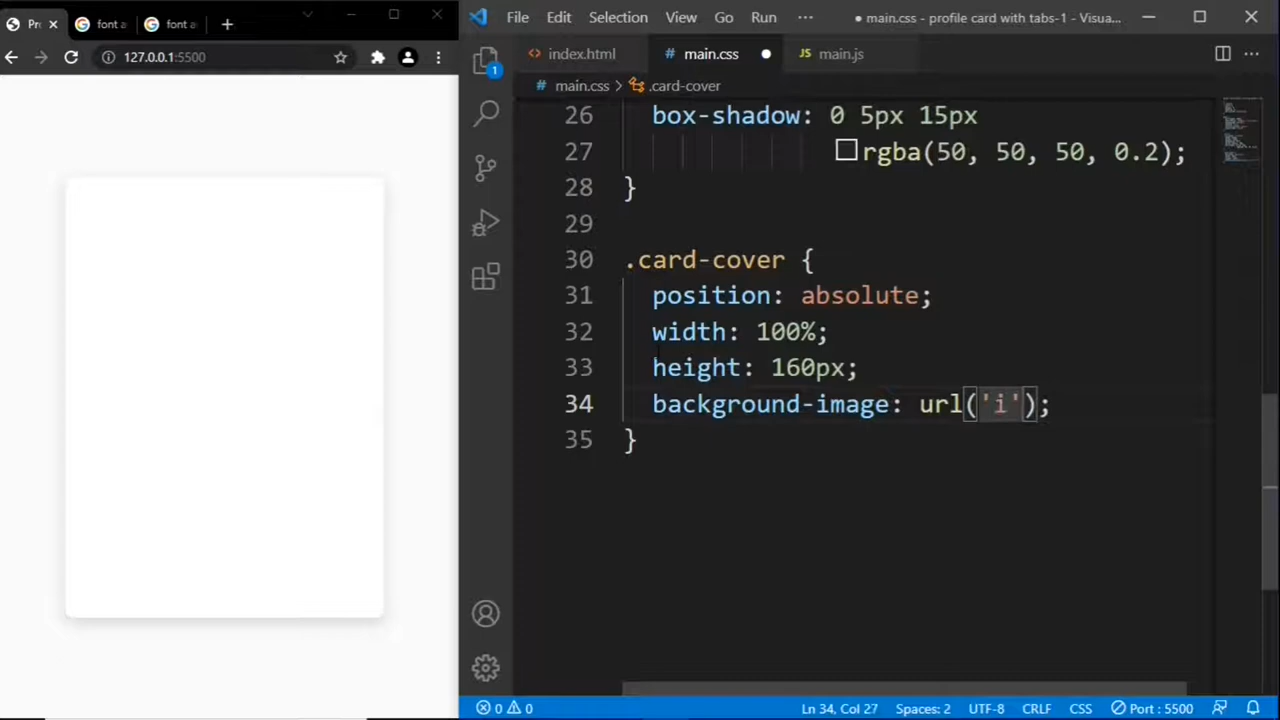 Pr
font a
font a
127.0.0.1:5500
File Edit Selection View Go Run ··· ● main.css - profile card with tabs-1 - Visua...
index.html
# main.css ●
JS main.js
# main.css > .card-cover
1
26 box-shadow: 0 5px 15px
27 rgba(50, 50, 50, 0.2);
28 }
29
30 .card-cover {
31 position: absolute;
32 width: 100%;
33 height: 160px;
34 background-image: url('i');
35 }
0 0 Ln 34, Col 27 Spaces: 2 UTF-8 CRLF CSS Port : 5500